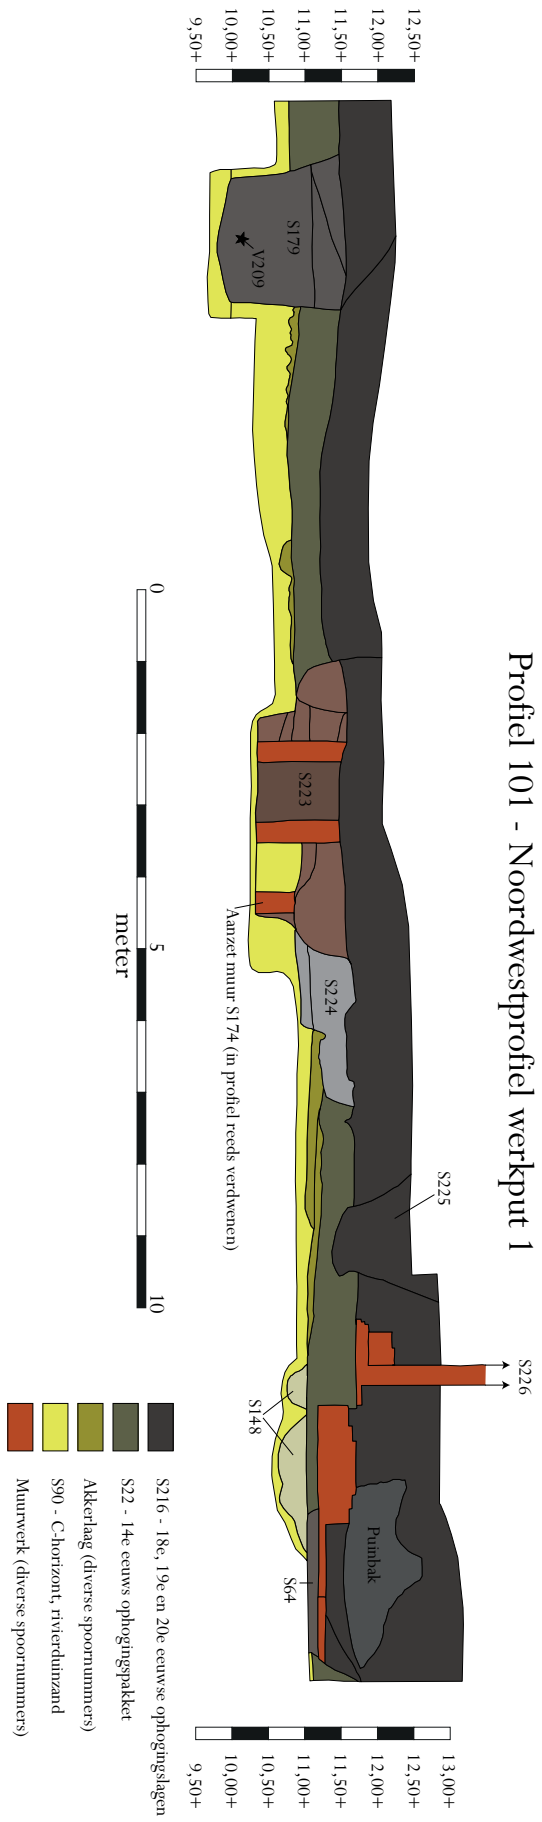 Profiel 101 - Noordwestprofiel werkput 1
12,50+
12,00+
11,50+
11,00+
10,50+
10,00+
9,50+
13,00+
12,50+
12,00+
11,50+
11,00+
10,50+
10,00+
9,50+
S179
V209
S223
S224
S225
S226
Puinbak
S64
S148
Aanzet muur S174 (in profiel reeds verdwenen)
0
5
10
meter
S216 - 18e, 19e en 20e eeuwse ophogingslagen
S22 - 14e eeuws ophogingspakket
Akkerlaag (diverse spoornummers)
S90 - C-horizont, rivierduinzand
Muurwerk (diverse spoornummers)